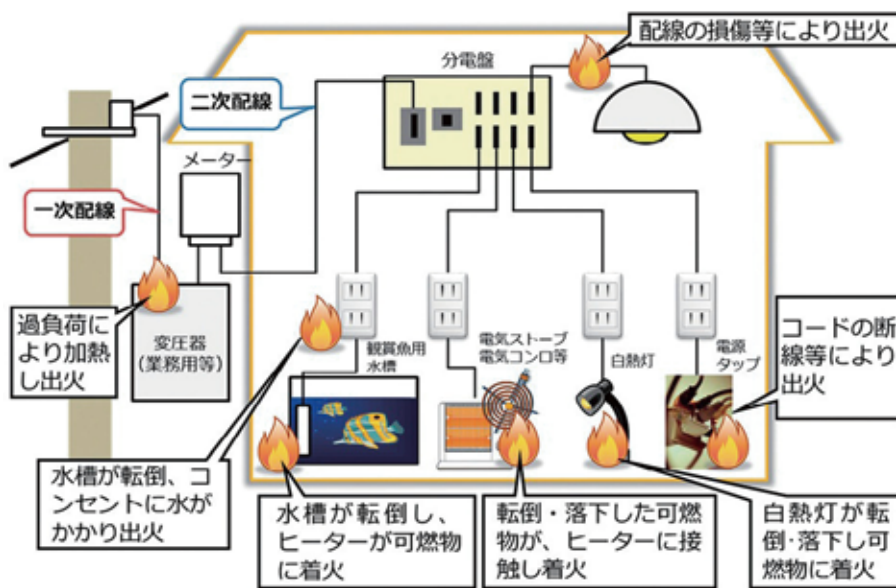 配線の損傷等により出火
分電盤
二次配線
メーター
一次配線
過負荷に
より加熱
し出火
変圧器
(業務用等)
観賞魚用
水槽
電気ストーブ
電気コンロ等
白熱灯
電源
タップ
コードの断
線等により
出火
水槽が転倒、コ
ンセントに水が
かかり出火
水槽が転倒し、
ヒーターが可燃物
に着火
転倒・落下した可燃
物が、ヒーターに接
触し着火
白熱灯が転
倒・落下し可
燃物に着火